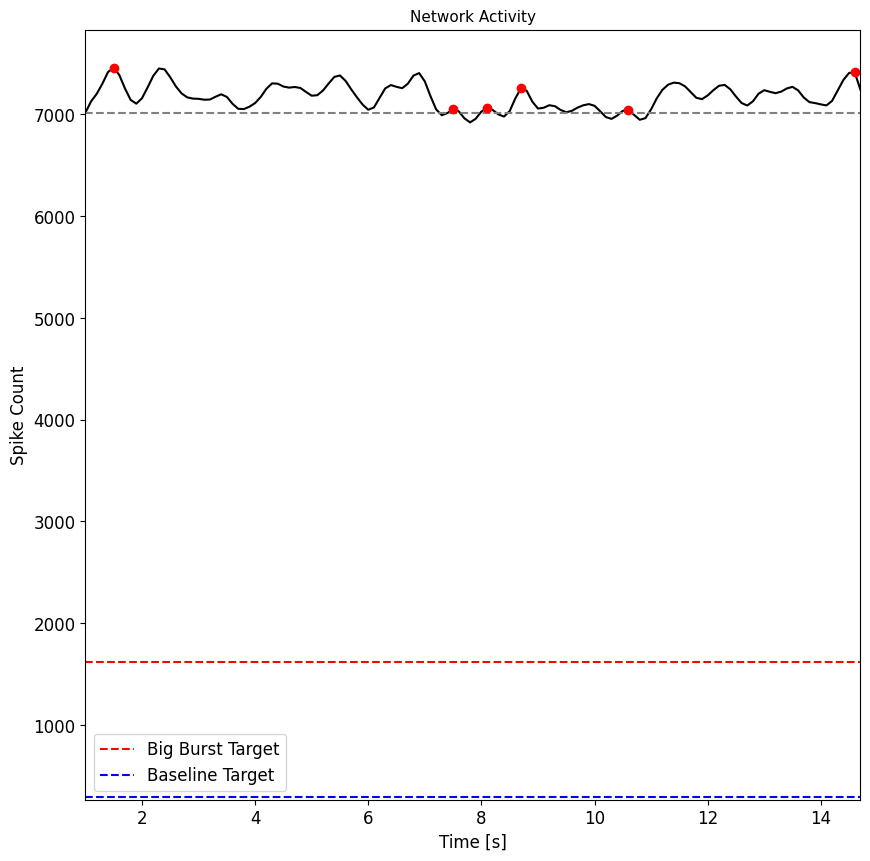 Network Activity
Spike Count
7000
6000
5000
4000
3000
2000
1000
Big Burst Target
Baseline Target
2 4 6 8 10 12 14
Time [s]